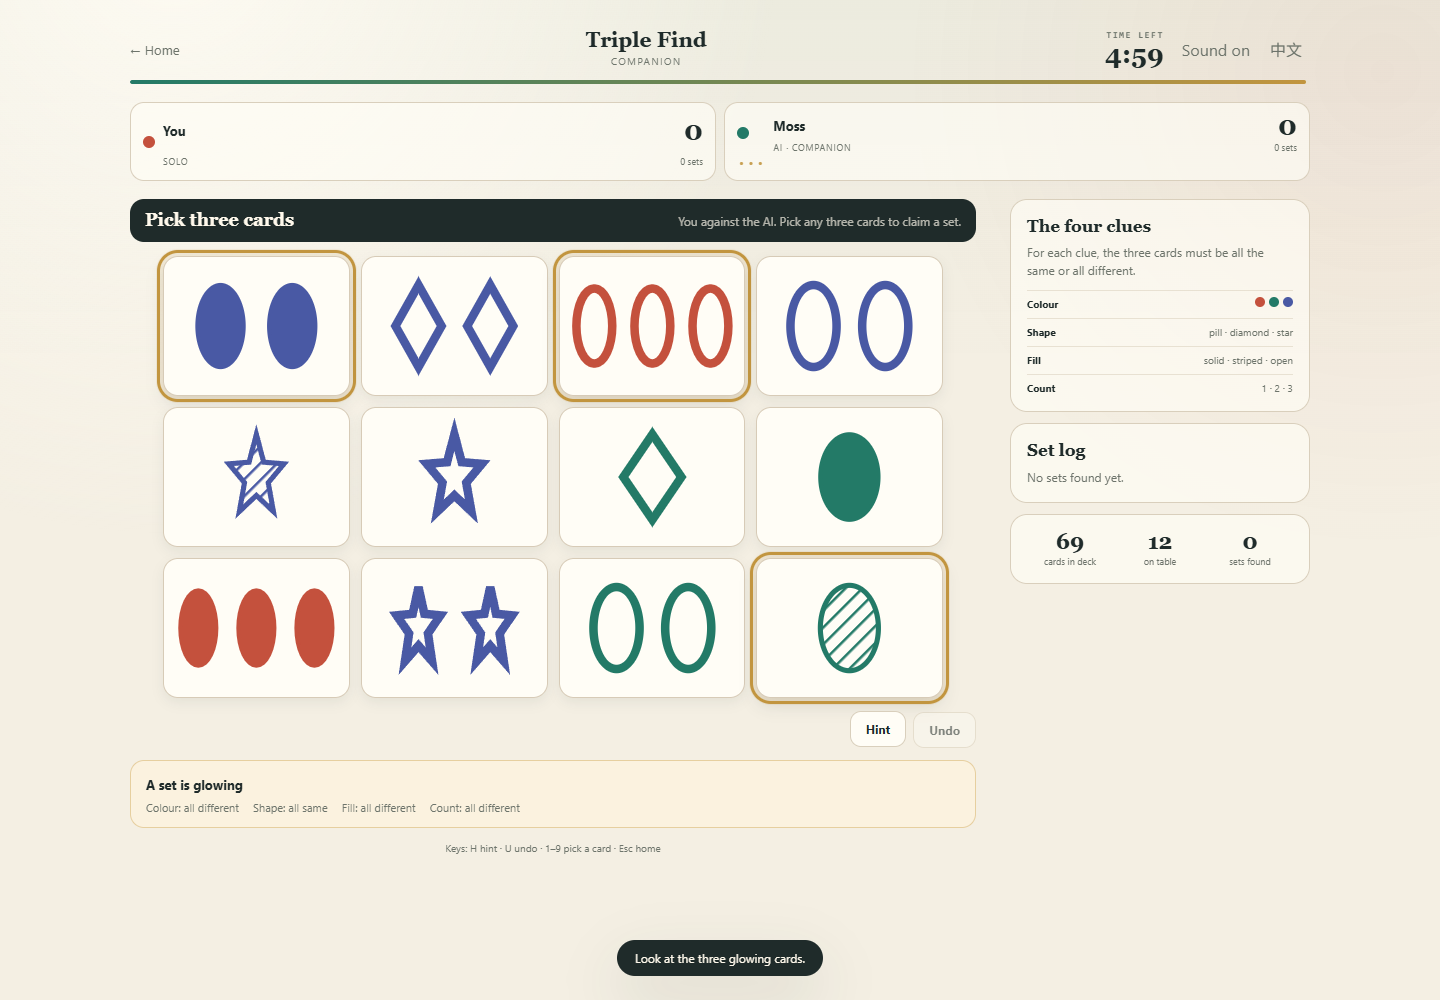 ← Home
Triple Find
COMPANION
TIME LEFT
4:59
Sound on
中文
You
0
SOLO
0 sets
Moss
0
AI · COMPANION
0 sets
Pick three cards
You against the AI. Pick any three cards to claim a set.
The four clues
For each clue, the three cards must be all the
same or all different.
Colour
Shape
pill · diamond · star
Fill
solid · striped · open
Count
1 · 2 · 3
Set log
No sets found yet.
69
cards in deck
12
on table
0
sets found
Hint
Undo
A set is glowing
Colour: all different Shape: all same Fill: all different Count: all different
Keys: H hint · U undo · 1–9 pick a card · Esc home
Look at the three glowing cards.